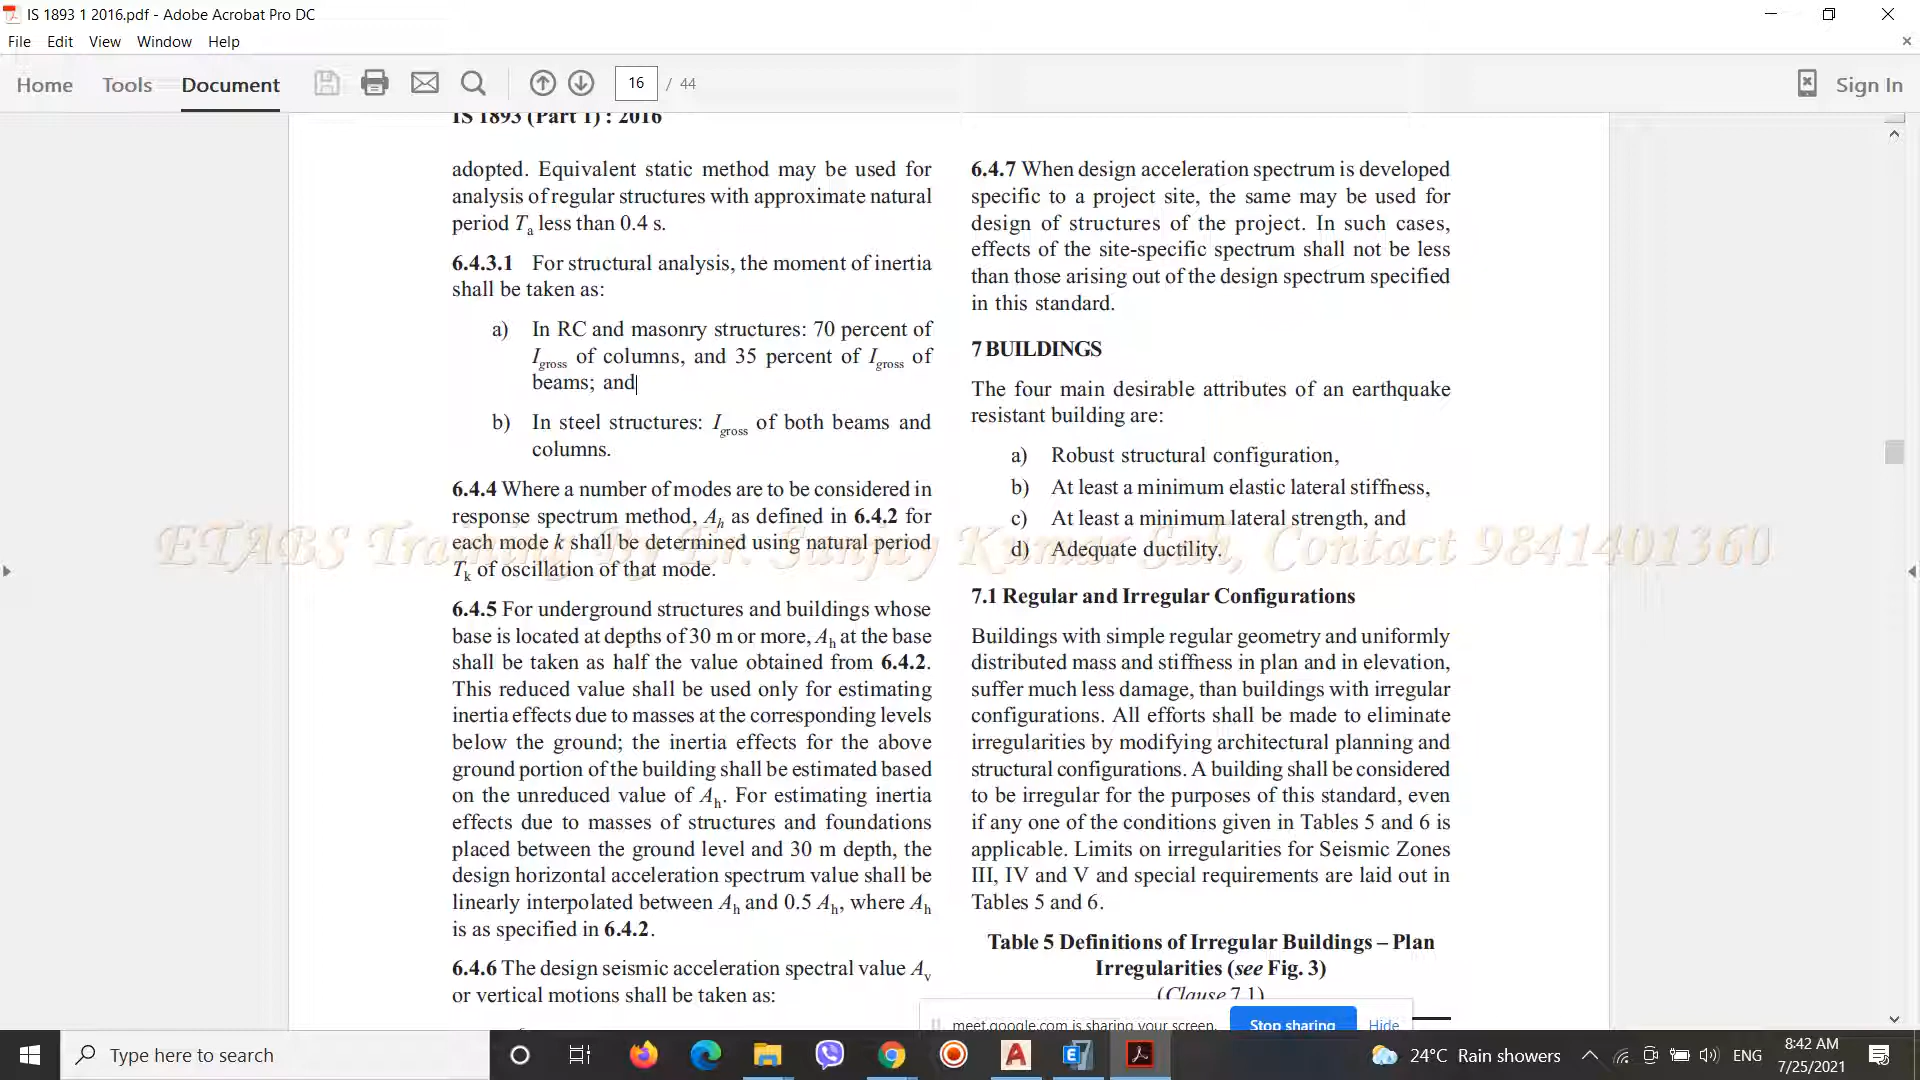 IS 1893 1 2016.pdf - Adobe Acrobat Pro DC
File Edit View Window Help
Home Tools Document 16 / 44 Sign In
IS 1893 (Part 1) : 2016
adopted. Equivalent static method may be used for
analysis of regular structures with approximate natural
period Ta less than 0.4 s.
6.4.3.1 For structural analysis, the moment of inertia
shall be taken as:
a) In RC and masonry structures: 70 percent of
Igross of columns, and 35 percent of Igross of
beams; and
b) In steel structures: Igross of both beams and
columns.
6.4.4 Where a number of modes are to be considered in
response spectrum method, Ah as defined in 6.4.2 for
each mode k shall be determined using natural period
Tk of oscillation of that mode.
6.4.5 For underground structures and buildings whose
base is located at depths of 30 m or more, Ah at the base
shall be taken as half the value obtained from 6.4.2.
This reduced value shall be used only for estimating
inertia effects due to masses at the corresponding levels
below the ground; the inertia effects for the above
ground portion of the building shall be estimated based
on the unreduced value of Ah. For estimating inertia
effects due to masses of structures and foundations
placed between the ground level and 30 m depth, the
design horizontal acceleration spectrum value shall be
linearly interpolated between Ah and 0.5 Ah, where Ah
is as specified in 6.4.2.
6.4.6 The design seismic acceleration spectral value Av
or vertical motions shall be taken as:
6.4.7 When design acceleration spectrum is developed
specific to a project site, the same may be used for
design of structures of the project. In such cases,
effects of the site-specific spectrum shall not be less
than those arising out of the design spectrum specified
in this standard.
7 BUILDINGS
The four main desirable attributes of an earthquake
resistant building are:
a) Robust structural configuration,
b) At least a minimum elastic lateral stiffness,
c) At least a minimum lateral strength, and
d) Adequate ductility.
7.1 Regular and Irregular Configurations
Buildings with simple regular geometry and uniformly
distributed mass and stiffness in plan and in elevation,
suffer much less damage, than buildings with irregular
configurations. All efforts shall be made to eliminate
irregularities by modifying architectural planning and
structural configurations. A building shall be considered
to be irregular for the purposes of this standard, even
if any one of the conditions given in Tables 5 and 6 is
applicable. Limits on irregularities for Seismic Zones
III, IV and V and special requirements are laid out in
Tables 5 and 6.
Table 5 Definitions of Irregular Buildings – Plan
Irregularities (see Fig. 3)
(Clause 7.1)
ETABS Training By Er. Sanjay Kumar Sah, Contact 9841401360
meet.google.com is sharing your screen. Stop sharing Hide
Type here to search
24°C Rain showers ENG
8:42 AM
7/25/2021